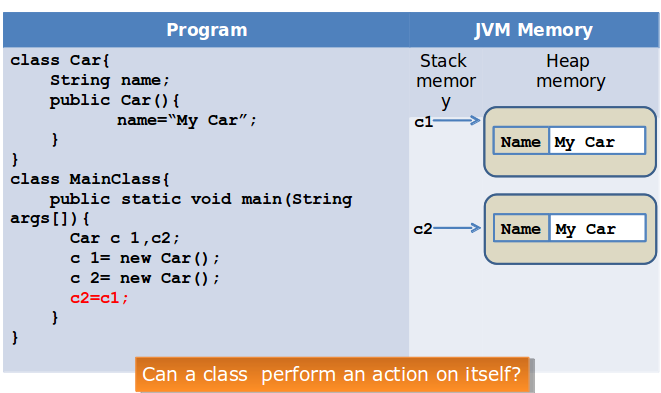 Program
JVM Memory
class Car{
String name;
public Car(){
name=“My Car”;
}
}
class MainClass{
public static void main(String
args[]){
Car c 1,c2;
c 1= new Car();
c 2= new Car();
c2=c1;
}
}
Stack
memor
y
Heap
memory
c1
Name My Car
c2
Name My Car
Can a class perform an action on itself?